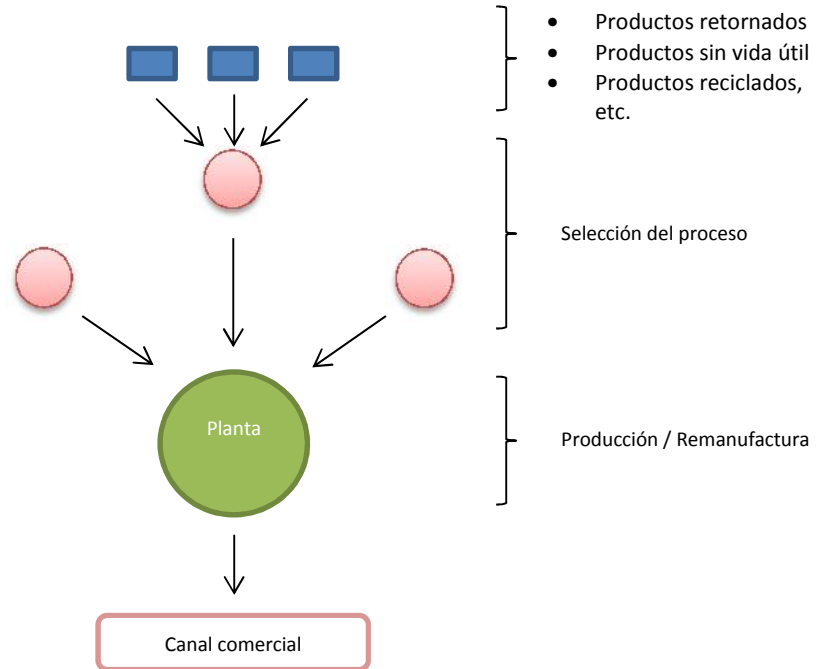 • Productos retornados
• Productos sin vida útil
• Productos reciclados,
etc.
Selección del proceso
Planta
Producción / Remanufactura
Canal comercial